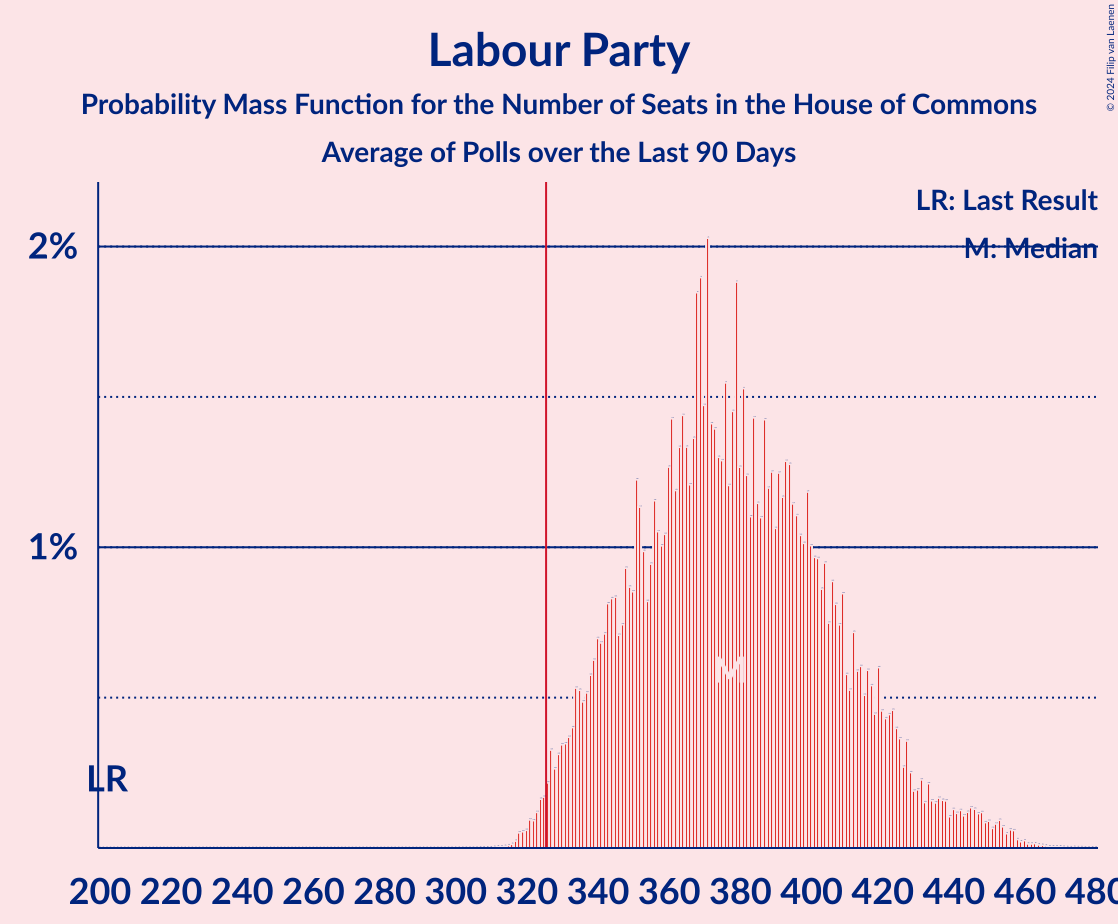 Labour Party
Probability Mass Function for the Number of Seats in the House of Commons
Average of Polls over the Last 90 Days
© 2024 Filip van Laenen
LR: Last Result
M: Median
2%
1%
M
LR
200 220 240 260 280 300 320 340 360 380 400 420 440 460 480